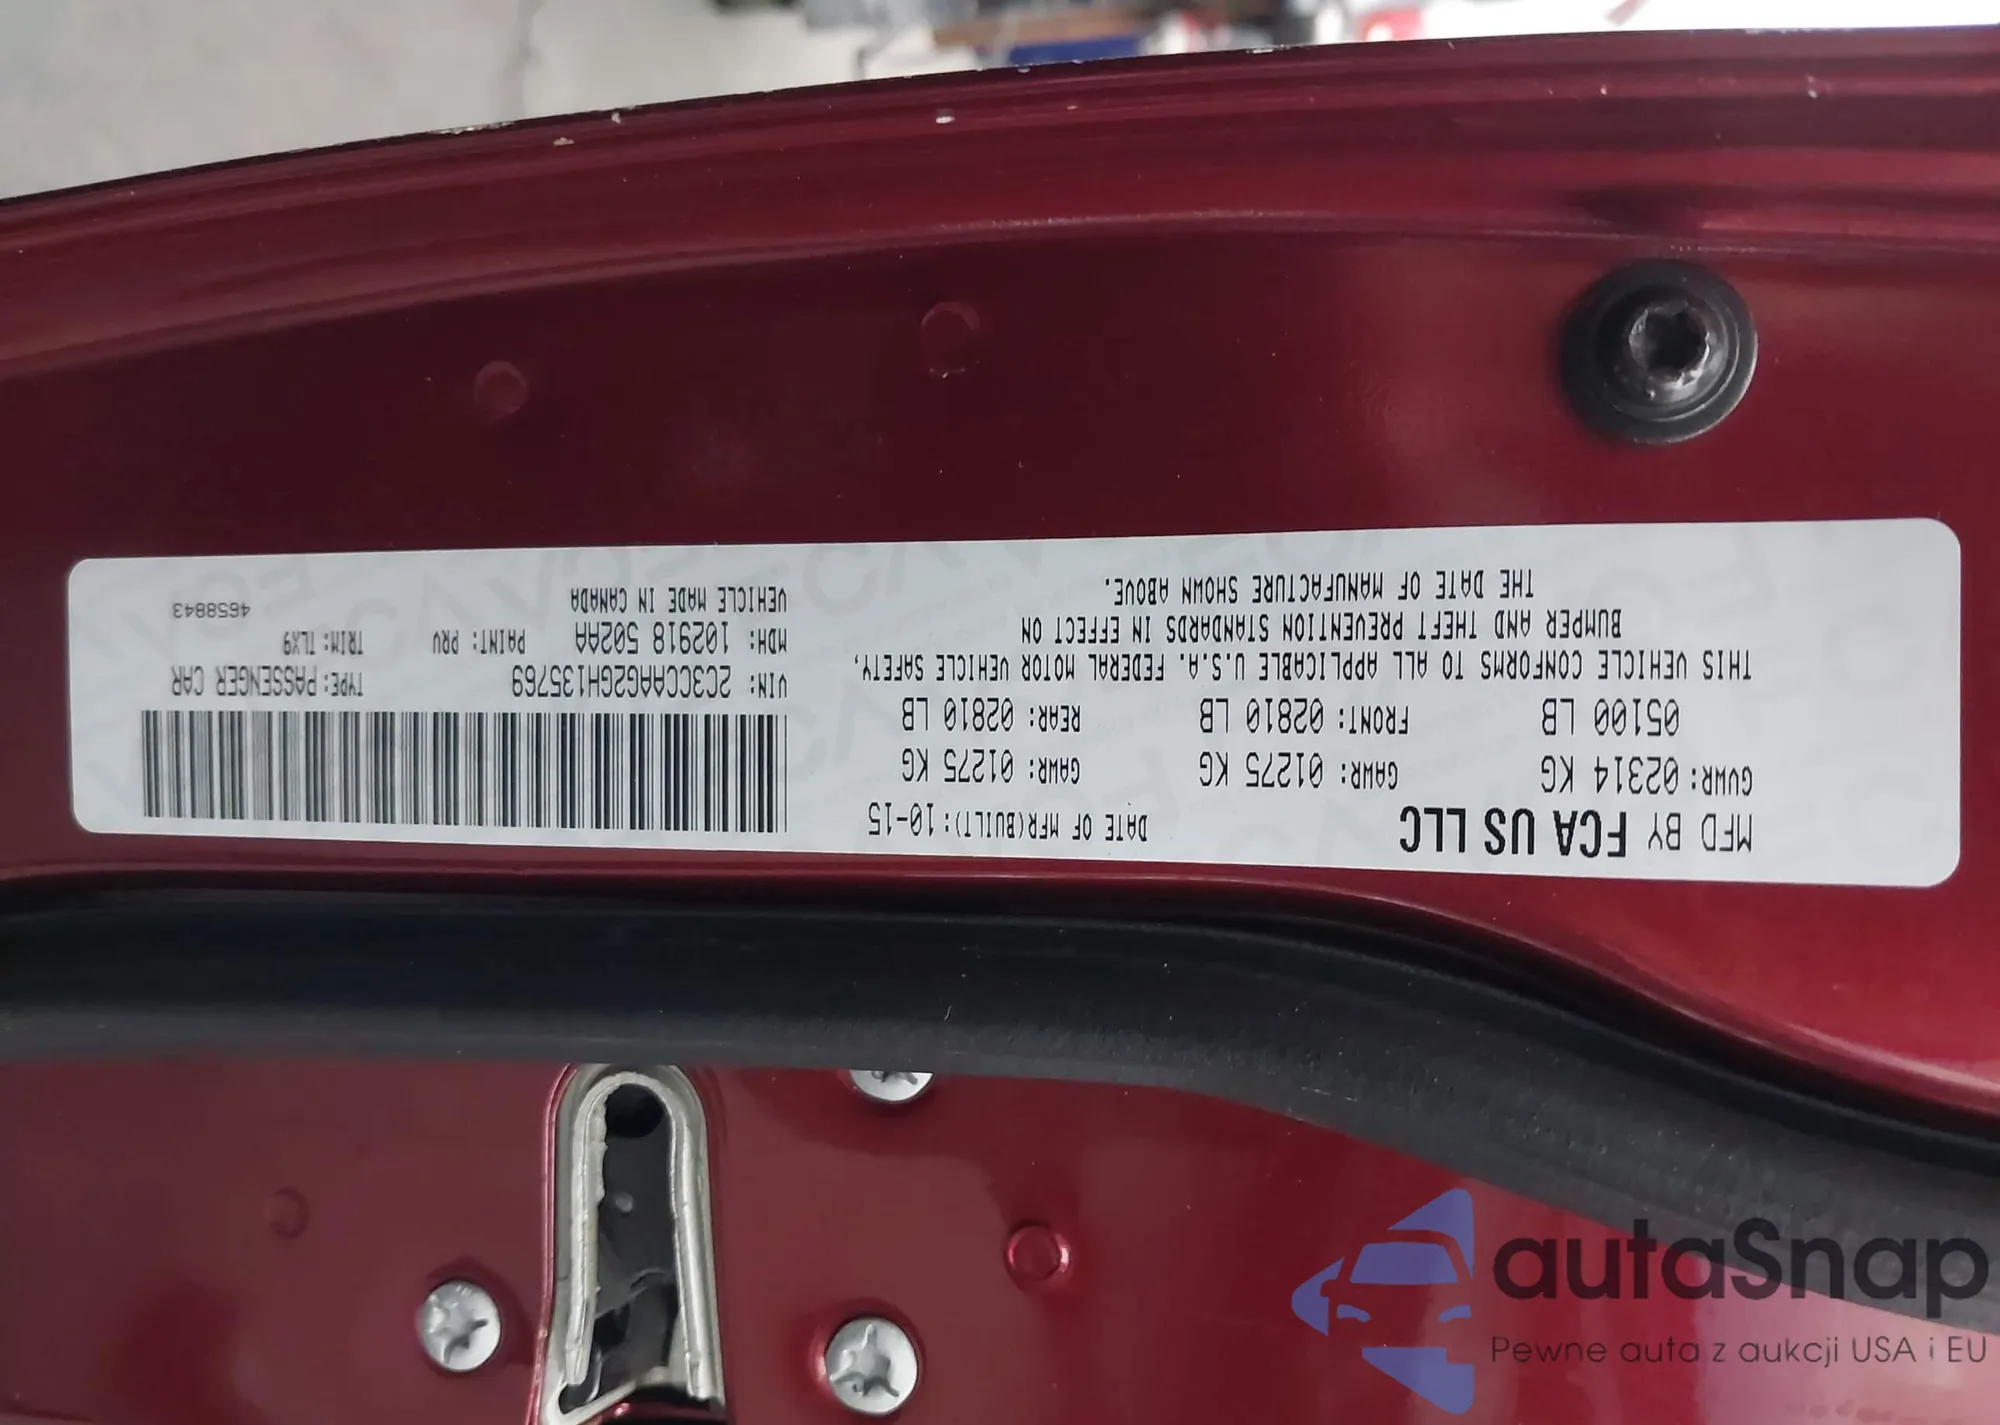 MFD BY FCA US LLC
DATE OF MFR(BUILT):10-15
GVWR: 02314 KG
GAWR: 01275 KG
GAWR: 01275 KG
05100 LB
FRONT: 02810 LB
REAR: 02810 LB
THIS VEHICLE CONFORMS TO ALL APPLICABLE U.S.A. FEDERAL MOTOR VEHICLE SAFETY,
BUMPER AND THEFT PREVENTION STANDARDS IN EFFECT ON
THE DATE OF MANUFACTURE SHOWN ABOVE.
VIN: 2C3CCAAG2GH135769
TYPE: PASSENGER CAR
MDH: 102918 502AA
PAINT: PRV
TRIM: TLX9
VEHICLE MADE IN CANADA
4658843
autaSnap
Pewne auta z aukcji USA i EU